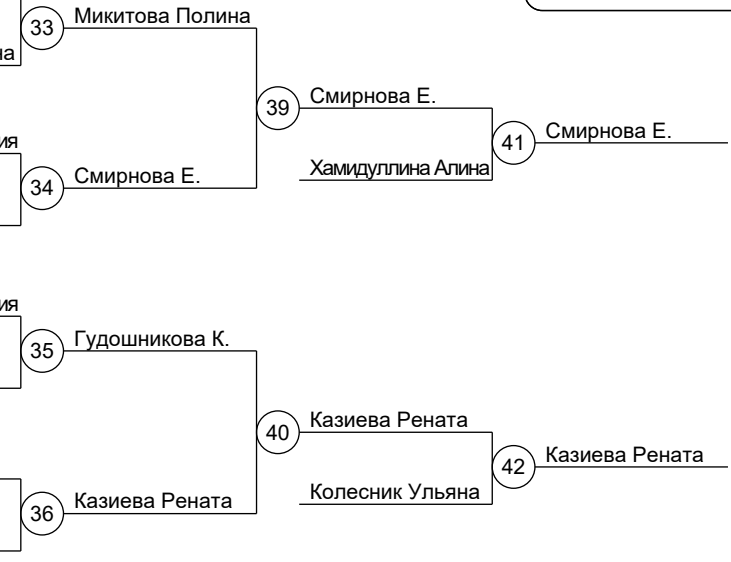 33
Микитова Полина
39
Смирнова Е.
41
Смирнова Е.
Хамидуллина Алина
34
Смирнова Е.
35
Гудошникова К.
40
Казиева Рената
42
Казиева Рената
Колесник Ульяна
36
Казиева Рената